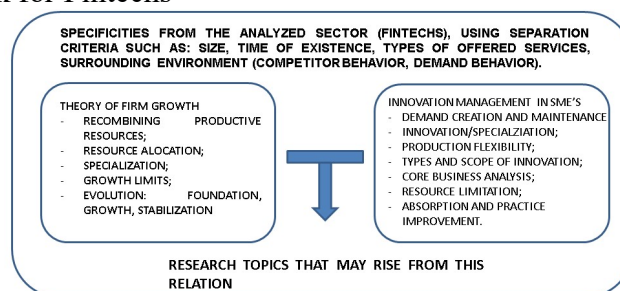 k for Fintechs
SPECIFICITIES FROM THE ANALYZED SECTOR (FINTECHS), USING SEPARATION
CRITERIA SUCH AS: SIZE, TIME OF EXISTENCE, TYPES OF OFFERED SERVICES,
SURROUNDING ENVIRONMENT (COMPETITOR BEHAVIOR, DEMAND BEHAVIOR).
THEORY OF FIRM GROWTH
- RECOMBINING PRODUCTIVE
RESOURCES;
- RESOURCE ALOCATION;
- SPECIALIZATION;
- GROWTH LIMITS;
- EVOLUTION: FOUNDATION,
GROWTH, STABILIZATION
INNOVATION MANAGEMENT IN SME'S
- DEMAND CREATION AND MAINTENANCE
- INNOVATION/SPECIALZIATION;
- PRODUCTION FLEXIBILITY;
- TYPES AND SCOPE OF INNOVATION;
- CORE BUSINESS ANALYSIS;
- RESOURCE LIMITATION;
- ABSORPTION AND PRACTICE
IMPROVEMENT.
RESEARCH TOPICS THAT MAY RISE FROM THIS
RELATION